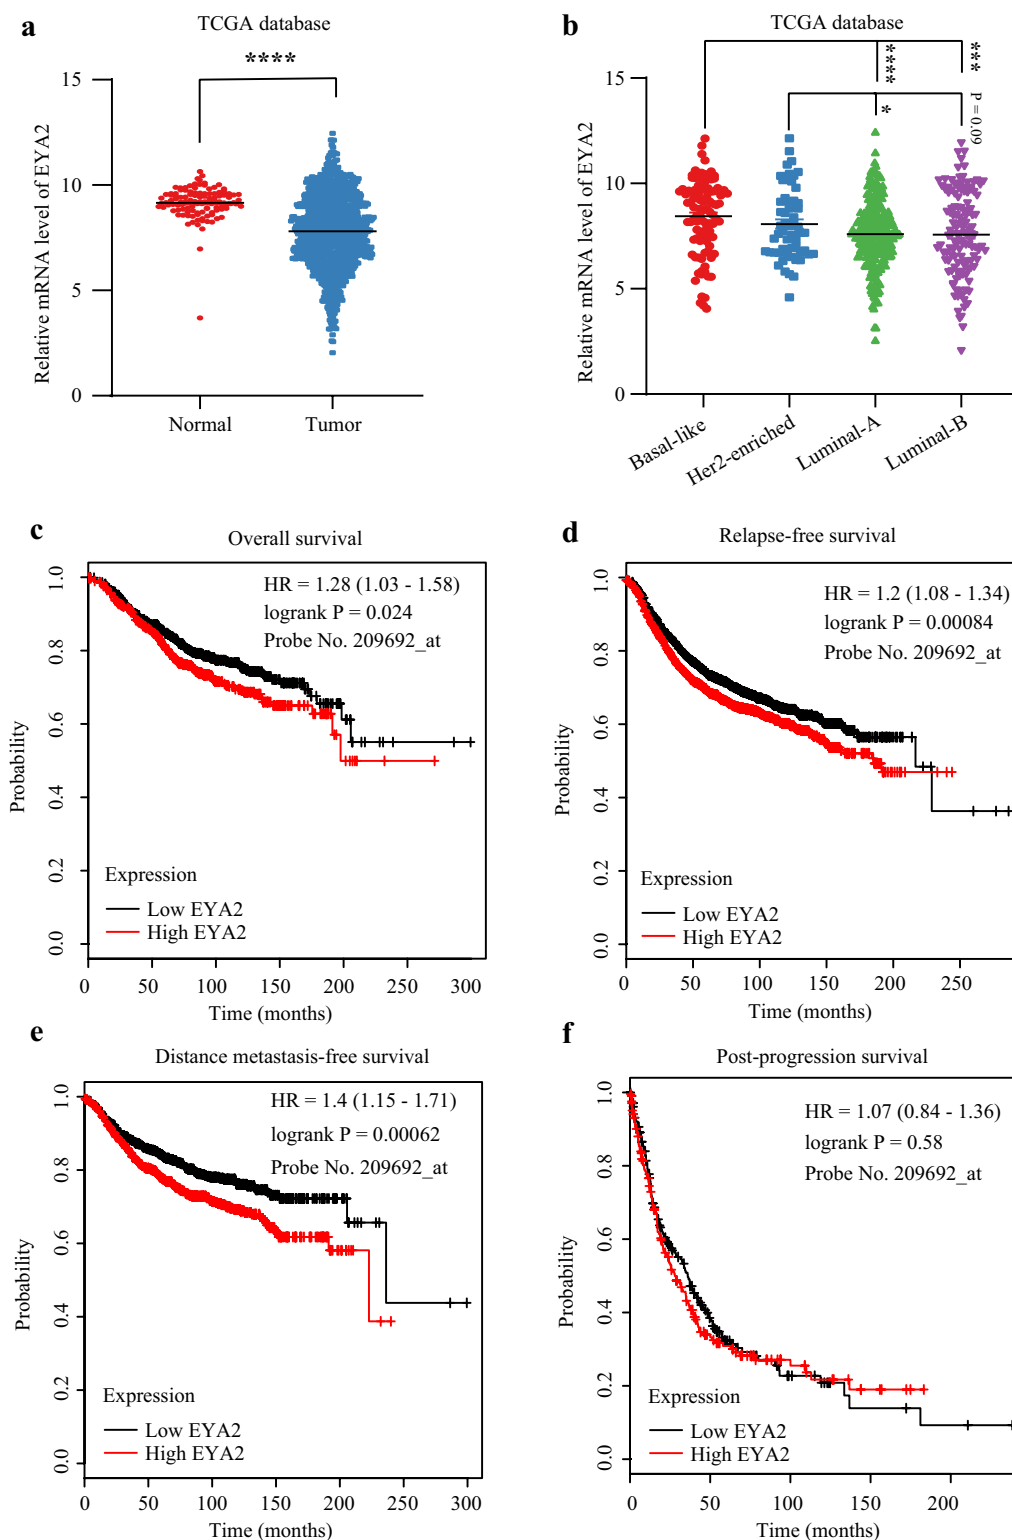 a
TCGA database
****
Relative mRNA level of EYA2
15
10
5
0
Normal
Tumor
b
TCGA database
****
***
*
P = 0.09
Relative mRNA level of EYA2
15
10
5
0
Basal-like
Her2-enriched
Luminal-A
Luminal-B
c
Overall survival
HR = 1.28 (1.03 - 1.58)
logrank P = 0.024
Probe No. 209692_at
Probability
1.0
0.8
0.6
0.4
0.2
0.0
Expression
Low EYA2
High EYA2
0 50 100 150 200 250 300
Time (months)
d
Relapse-free survival
HR = 1.2 (1.08 - 1.34)
logrank P = 0.00084
Probe No. 209692_at
Probability
1.0
0.8
0.6
0.4
0.2
0.0
Expression
Low EYA2
High EYA2
0 50 100 150 200 250
Time (months)
e
Distance metastasis-free survival
HR = 1.4 (1.15 - 1.71)
logrank P = 0.00062
Probe No. 209692_at
Probability
1.0
0.8
0.6
0.4
0.2
0.0
Expression
Low EYA2
High EYA2
0 50 100 150 200 250 300
Time (months)
f
Post-progression survival
HR = 1.07 (0.84 - 1.36)
logrank P = 0.58
Probe No. 209692_at
Probability
1.0
0.8
0.6
0.4
0.2
0.0
Expression
Low EYA2
High EYA2
0 50 100 150 200
Time (months)